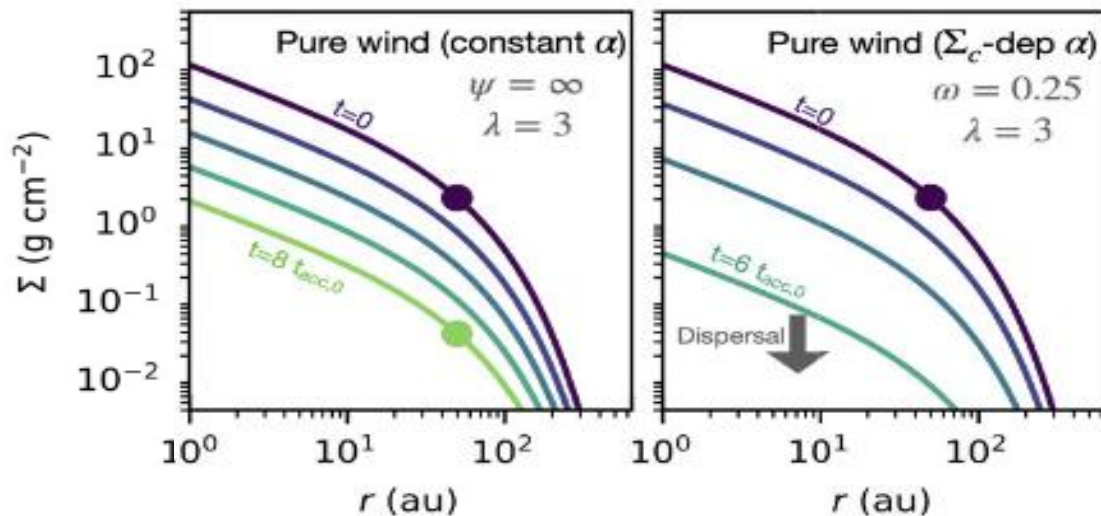 Pure wind (constant α)
ψ = ∞
λ = 3
t=0
t=8 t_acc,0
10²
10¹
10⁰
10⁻¹
10⁻²
Σ (g cm⁻²)
10⁰ 10¹ 10²
r (au)
Pure wind (Σ_c-dep α)
ω = 0.25
λ = 3
t=0
t=6 t_acc,0
Dispersal
10⁰ 10¹ 10²
r (au)